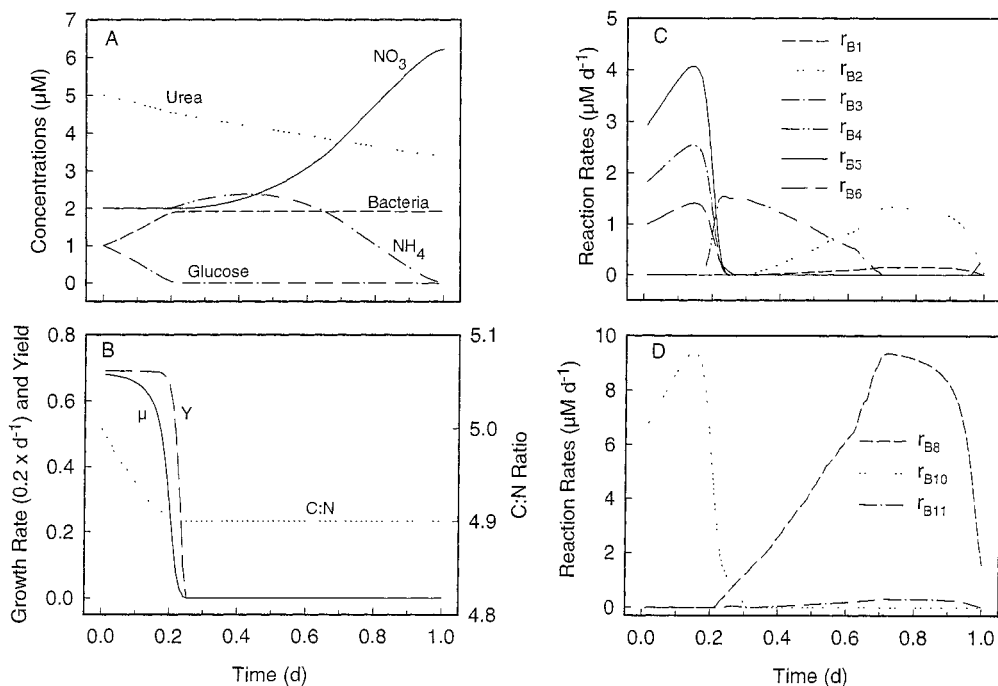 A
Concentrations (µM)
7
6
5
4
3
2
1
0
NO3
Urea
Bacteria
NH4
Glucose
B
Growth Rate (0.2 x d-1) and Yield
0.8
0.6
0.4
0.2
0.0
µ
Y
C:N
5.1
5.0
4.9
4.8
C:N Ratio
0.0 0.2 0.4 0.6 0.8 1.0
Time (d)
C
Reaction Rates (µM d-1)
5
4
3
2
1
0
rB1
rB2
rB3
rB4
rB5
rB6
D
Reaction Rates (µM d-1)
10
8
6
4
2
0
rB8
rB10
rB11
0.0 0.2 0.4 0.6 0.8 1.0
Time (d)